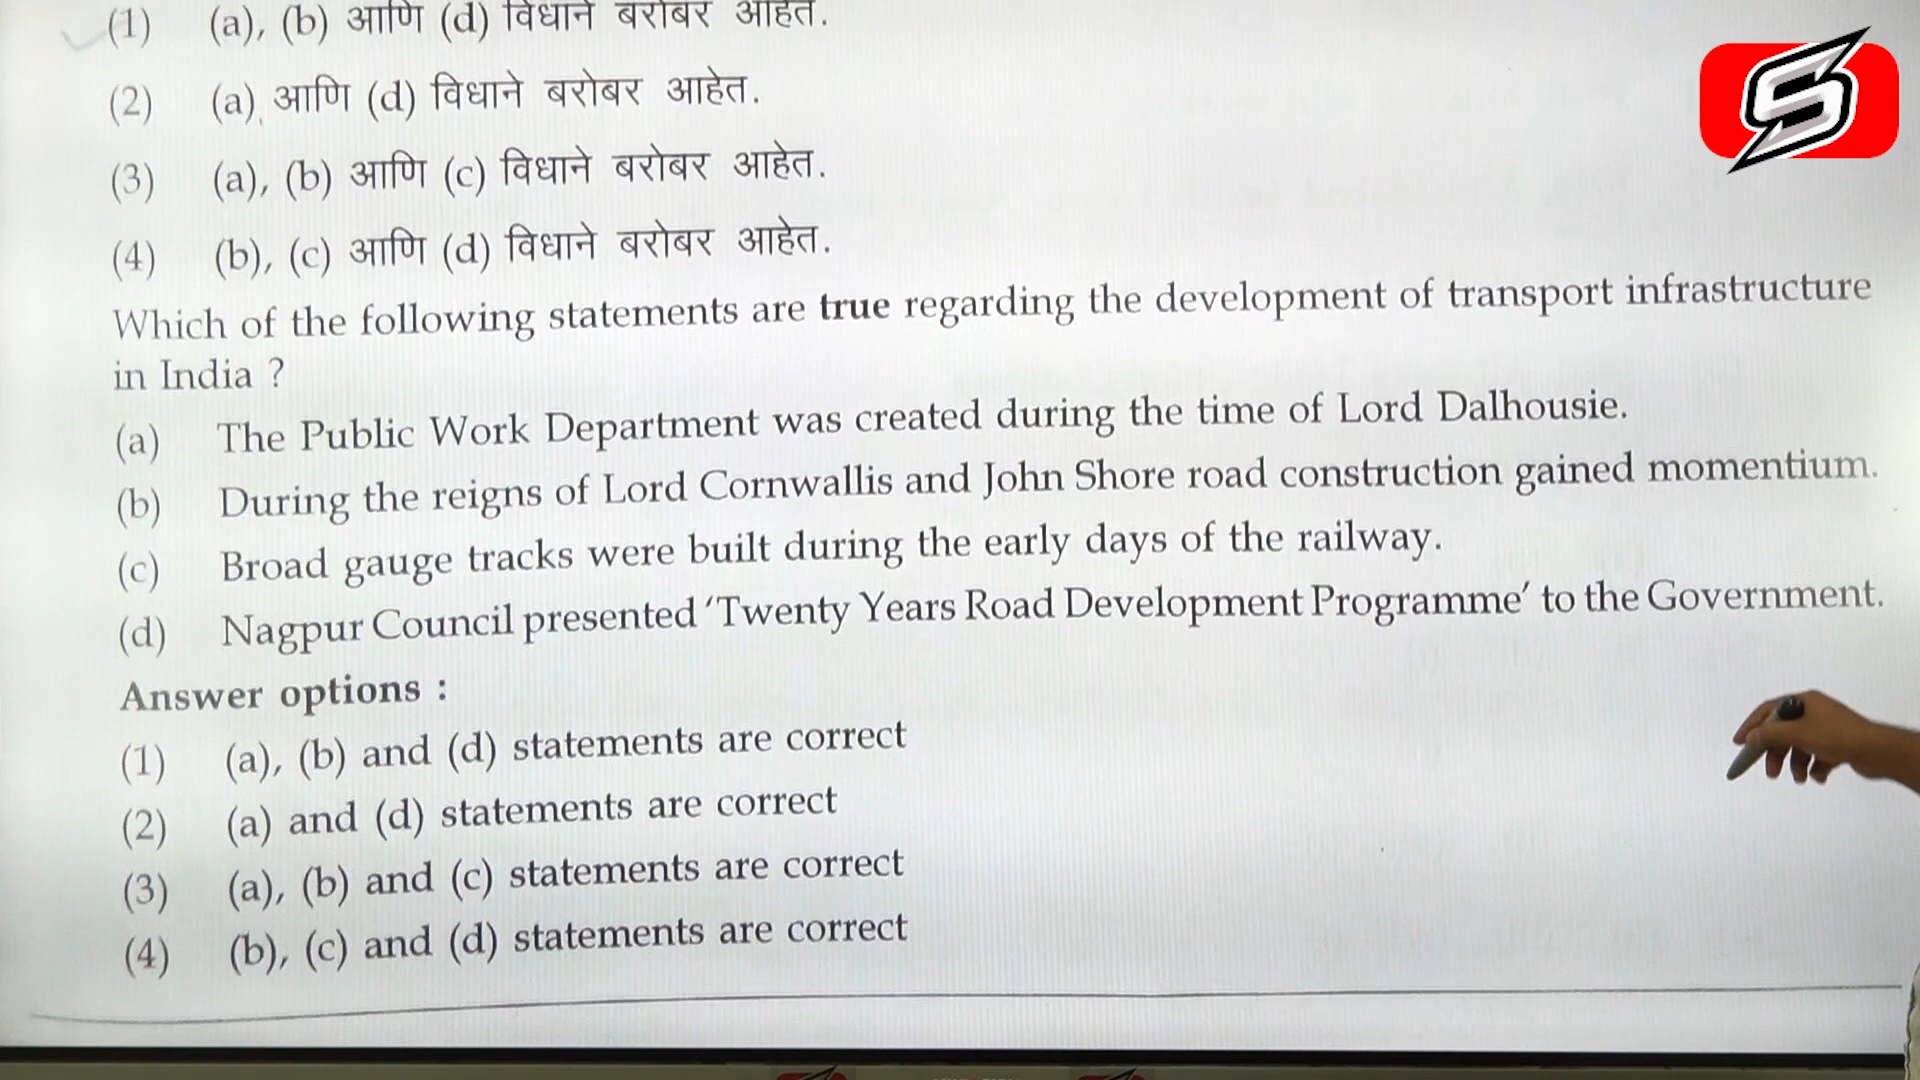 (1) (a), (b) आणि (d) विधाने बरोबर आहेत.
(2) (a) आणि (d) विधाने बरोबर आहेत.
(3) (a), (b) आणि (c) विधाने बरोबर आहेत.
(4) (b), (c) आणि (d) विधाने बरोबर आहेत.
Which of the following statements are true regarding the development of transport infrastructure
in India ?
(a) The Public Work Department was created during the time of Lord Dalhousie.
(b) During the reigns of Lord Cornwallis and John Shore road construction gained momentium.
(c) Broad gauge tracks were built during the early days of the railway.
(d) Nagpur Council presented ‘Twenty Years Road Development Programme’ to the Government.
Answer options :
(1) (a), (b) and (d) statements are correct
(2) (a) and (d) statements are correct
(3) (a), (b) and (c) statements are correct
(4) (b), (c) and (d) statements are correct